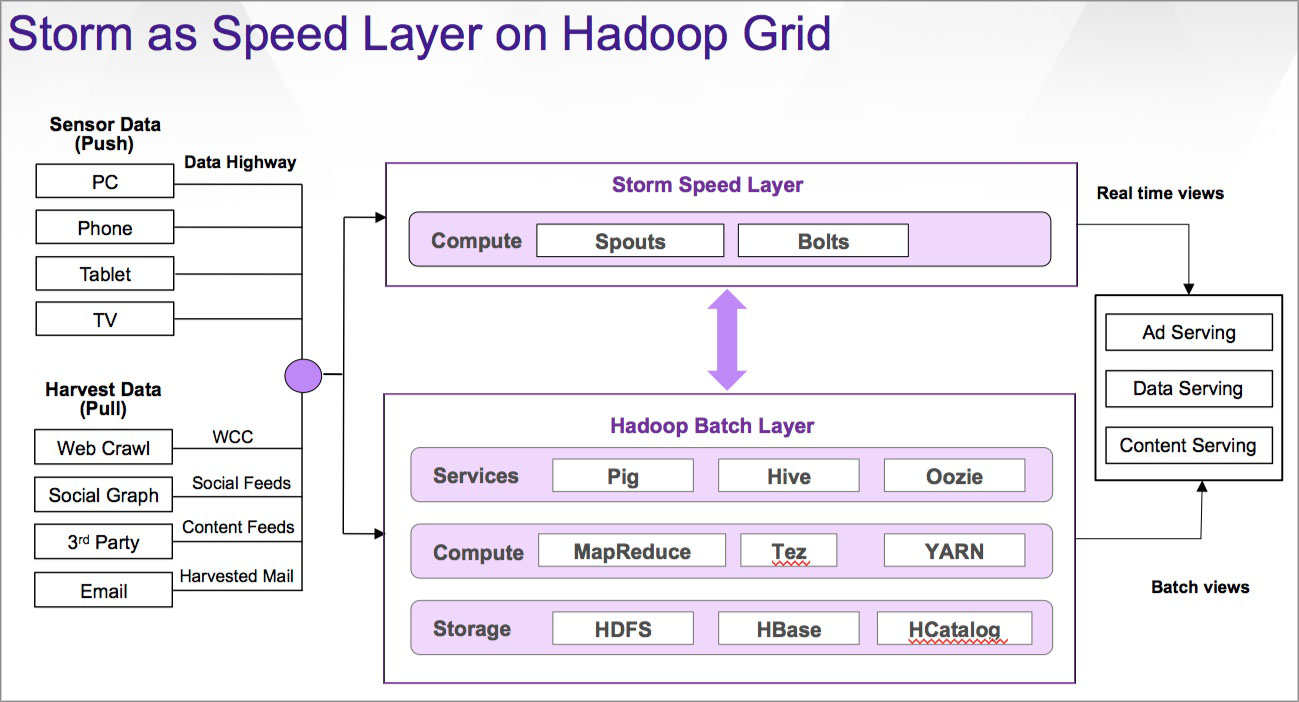 Storm as Speed Layer on Hadoop Grid
Sensor Data
(Push)
Data Highway
PC
Phone
Tablet
TV
Harvest Data
(Pull)
Web Crawl
WCC
Social Graph
Social Feeds
3rd Party
Content Feeds
Email
Harvested Mail
Storm Speed Layer
Compute Spouts Bolts
Hadoop Batch Layer
Services Pig Hive Oozie
Compute MapReduce Tez YARN
Storage HDFS HBase HCatalog
Real time views
Ad Serving
Data Serving
Content Serving
Batch views